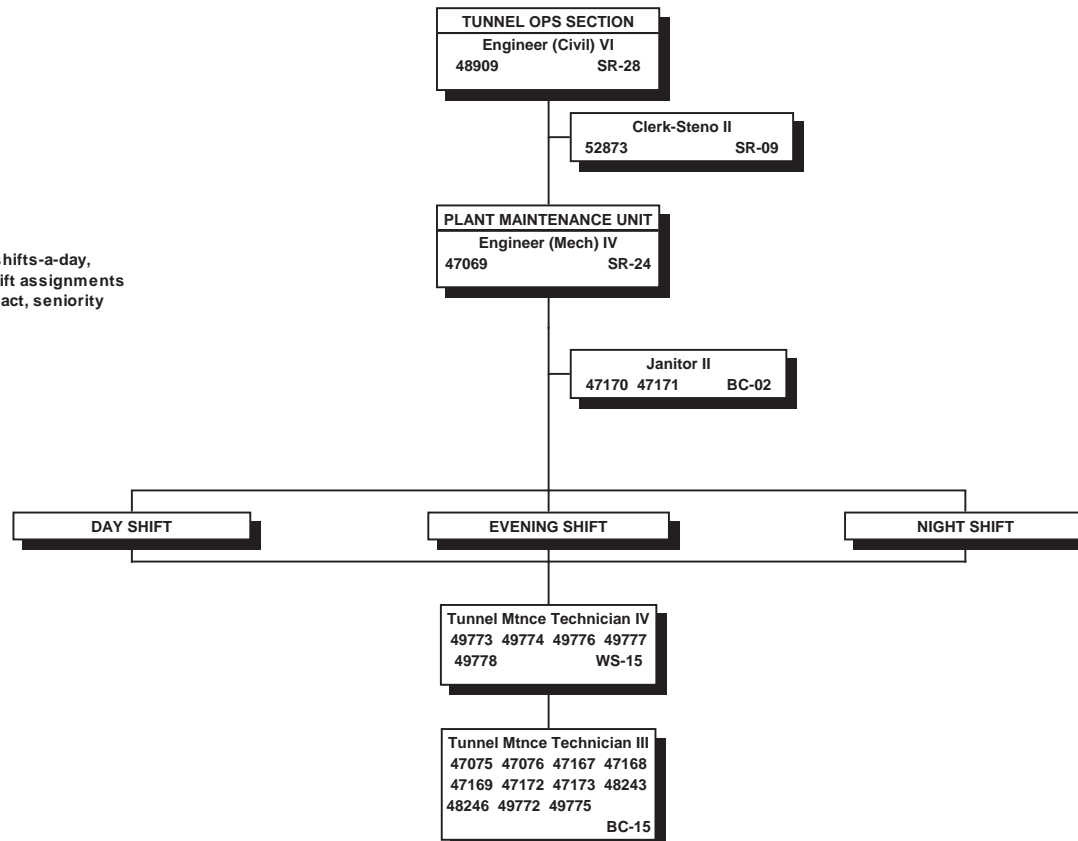 TUNNEL OPS SECTION
Engineer (Civil) VI
48909 SR-28
Clerk-Steno II
52873 SR-09
PLANT MAINTENANCE UNIT
Engineer (Mech) IV
47069 SR-24
shifts-a-day,
ift assignments
act, seniority
Janitor II
47170 47171 BC-02
DAY SHIFT
EVENING SHIFT
NIGHT SHIFT
Tunnel Mtnce Technician IV
49773 49774 49776 49777
49778 WS-15
Tunnel Mtnce Technician III
47075 47076 47167 47168
47169 47172 47173 48243
48246 49772 49775
BC-15